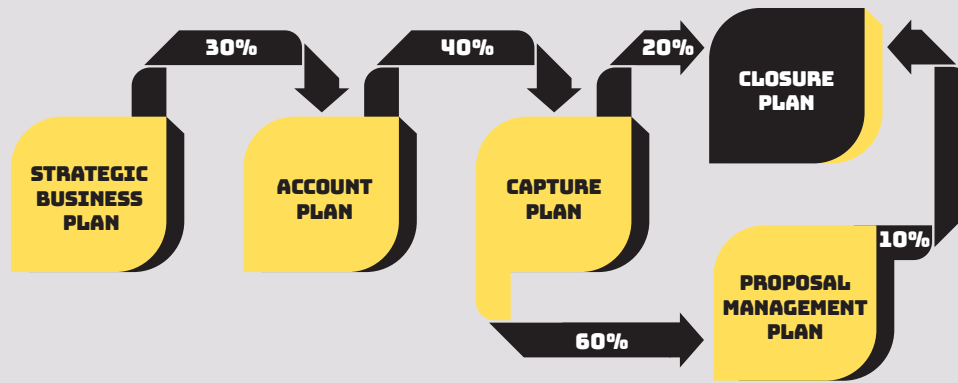 30%
40%
20%
STRATEGIC
BUSINESS
PLAN
ACCOUNT
PLAN
CAPTURE
PLAN
CLOSURE
PLAN
10%
PROPOSAL
MANAGEMENT
PLAN
60%